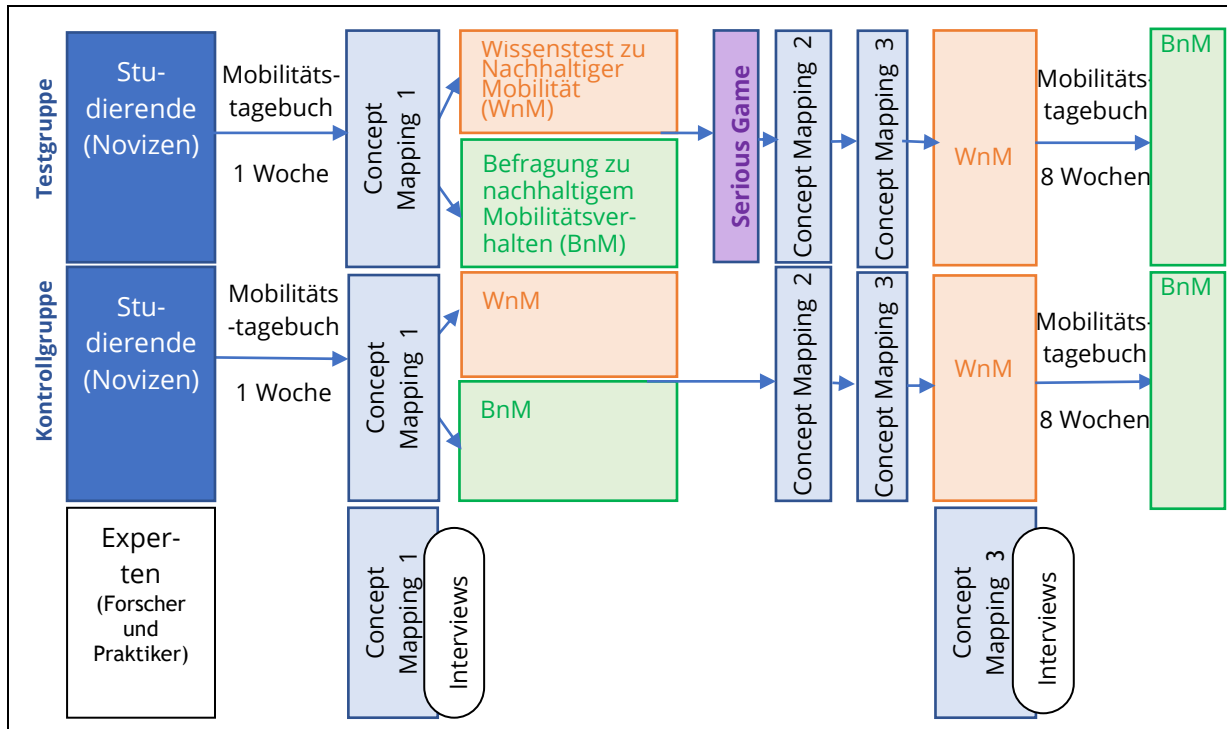 Testgruppe
Stu-
dierende
(Novizen)
Mobilitäts-
tagebuch
1 Woche
Concept
Mapping 1
Wissenstest zu
Nachhaltiger
Mobilität
(WnM)
Befragung zu
nachhaltigem
Mobilitätsver-
halten (BnM)
Serious Game
Concept Mapping 2
Concept Mapping 3
WnM
Mobilitäts-
tagebuch
8 Wochen
BnM
Kontrollgruppe
Stu-
dierende
(Novizen)
Mobilitäts
-tagebuch
1 Woche
Concept
Mapping 1
WnM
BnM
Concept Mapping 2
Concept Mapping 3
WnM
Mobilitäts-
tagebuch
8 Wochen
BnM
Exper-
ten
(Forscher
und
Praktiker)
Concept
Mapping 1
Interviews
Concept
Mapping 3
Interviews